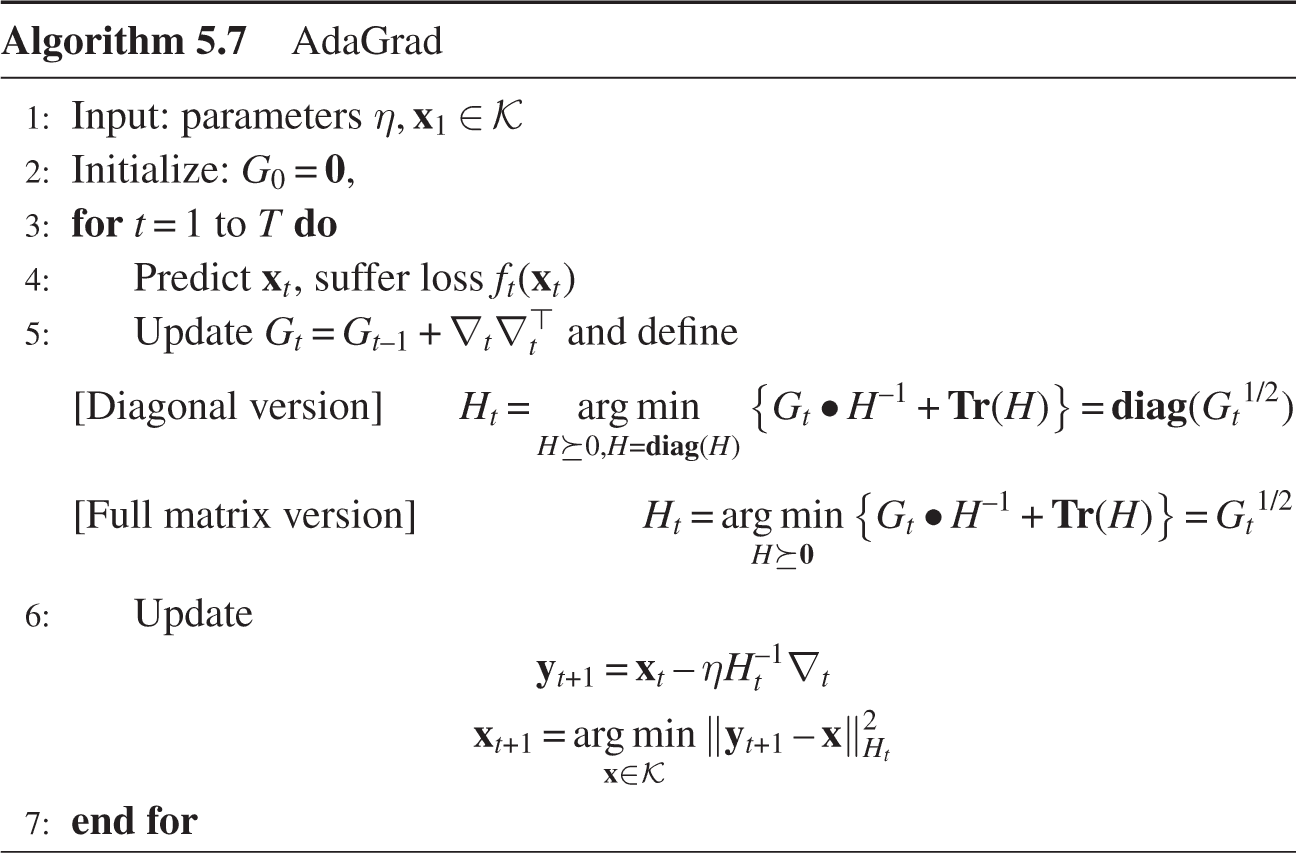 Algorithm 5.7 AdaGrad
1: Input: parameters η, x₁ ∈ 𝒦
2: Initialize: G₀ = 0,
3: for t = 1 to T do
4: Predict xₜ, suffer loss fₜ(xₜ)
5: Update Gₜ = Gₜ₋₁ + ∇ₜ∇ₜ^⊤ and define
[Diagonal version] Hₜ = arg min_{H⪰0,H=diag(H)} {Gₜ • H⁻¹ + Tr(H)} = diag(Gₜ^{1/2})
[Full matrix version] Hₜ = arg min_{H⪰0} {Gₜ • H⁻¹ + Tr(H)} = Gₜ^{1/2}
6: Update
yₜ₊₁ = xₜ – ηHₜ⁻¹∇ₜ
xₜ₊₁ = arg min_{x∈𝒦} ‖yₜ₊₁ – x‖²_{Hₜ}
7: end for